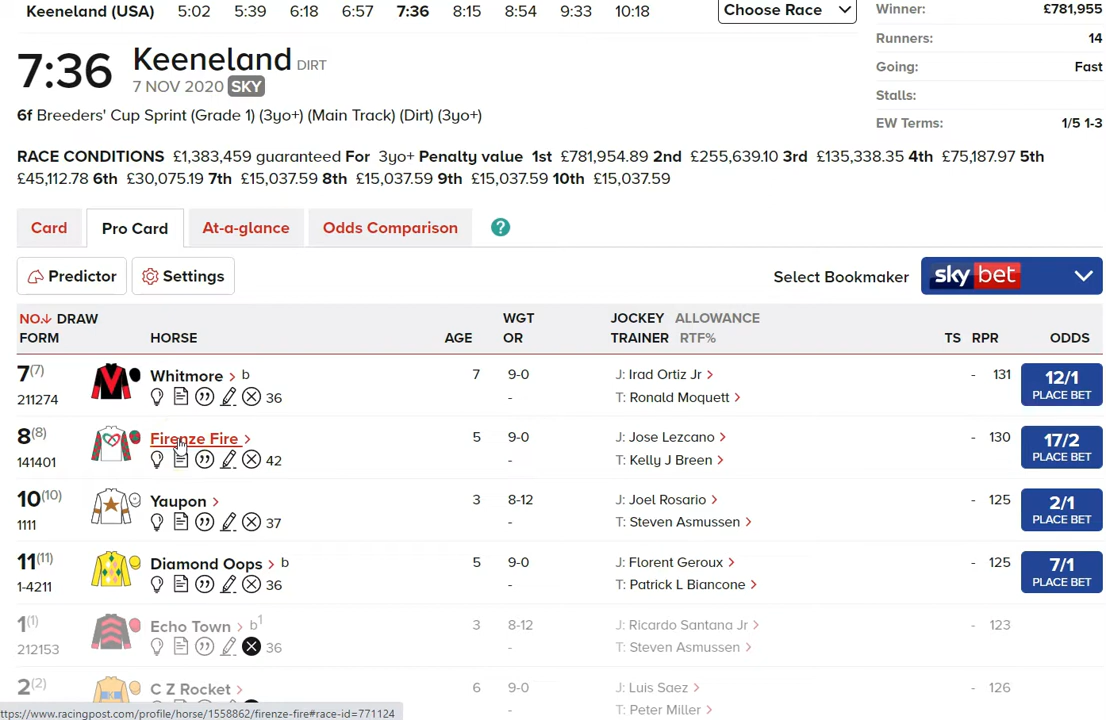 Keeneland (USA) 5:02 5:39 6:18 6:57 7:36 8:15 8:54 9:33 10:18 Choose Race
Winner: £781,955
Runners: 14
Going: Fast
Stalls:
EW Terms: 1/5 1-3
7:36 Keeneland DIRT
7 NOV 2020 SKY
6f Breeders' Cup Sprint (Grade 1) (3yo+) (Main Track) (Dirt) (3yo+)
RACE CONDITIONS £1,383,459 guaranteed For 3yo+ Penalty value 1st £781,954.89 2nd £255,639.10 3rd £135,338.35 4th £75,187.97 5th
£45,112.78 6th £30,075.19 7th £15,037.59 8th £15,037.59 9th £15,037.59 10th £15,037.59
Card Pro Card At-a-glance Odds Comparison ?
Predictor Settings Select Bookmaker sky bet
NO. DRAW WGT JOCKEY ALLOWANCE
FORM HORSE AGE OR TRAINER RTF% TS RPR ODDS
7(7) Whitmore b 7 9-0 J: Irad Ortiz Jr - 131 12/1
211274 36 - T: Ronald Moquett PLACE BET
8(8) Firenze Fire 5 9-0 J: Jose Lezcano - 130 17/2
141401 42 - T: Kelly J Breen PLACE BET
10(10) Yaupon 3 8-12 J: Joel Rosario - 125 2/1
1111 37 - T: Steven Asmussen PLACE BET
11(11) Diamond Oops b 5 9-0 J: Florent Geroux - 125 7/1
1-4211 36 - T: Patrick L Biancone PLACE BET
1(1) Echo Town b1 3 8-12 J: Ricardo Santana Jr - 123
212153 36 - T: Steven Asmussen
2(2) C Z Rocket 6 9-0 J: Luis Saez - 126
- T: Peter Miller
ttps://www.racingpost.com/profile/horse/1558862/firenze-fire#race-id=771124